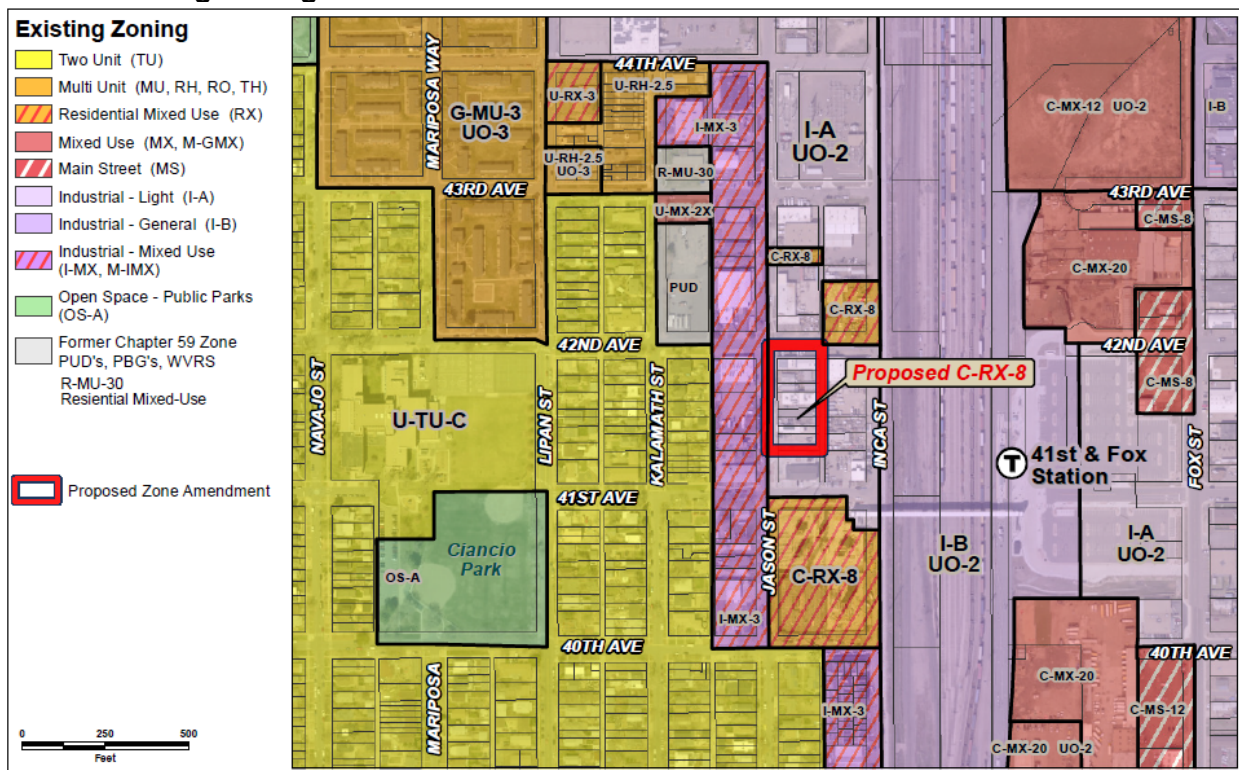 Existing Zoning
Two Unit (TU)
Multi Unit (MU, RH, RO, TH)
Residential Mixed Use (RX)
Mixed Use (MX, M-GMX)
Main Street (MS)
Industrial - Light (I-A)
Industrial - General (I-B)
Industrial - Mixed Use
(I-MX, M-IMX)
Open Space - Public Parks
(OS-A)
Former Chapter 59 Zone
PUD's, PBG's, WVRS
R-MU-30
Resiential Mixed-Use
Proposed Zone Amendment
0 250 500
Feet
MARIPOSA WAY
44TH AVE
U-RH-2.5
U-RX-3
G-MU-3
UO-3
I-MX-3
I-A
UO-2
C-MX-12 UO-2
I-B
U-RH-2.5
UO-3
R-MU-30
43RD AVE
43RD AVE
U-MX-2X
C-MS-8
C-RX-8
C-MX-20
PUD
C-RX-8
42ND AVE
42ND AVE
Proposed C-RX-8
C-MS-8
NAVAJO ST
U-TU-C
LIPAN ST
KALAMATH ST
INCA ST
41st & Fox
Station
T
FOX ST
41ST AVE
Ciancio
Park
OS-A
JASON ST
C-RX-8
I-B
UO-2
I-A
UO-2
I-MX-3
40TH AVE
40TH AVE
MARIPOSA
I-MX-3
C-MX-20
C-MS-12
C-MX-20 UO-2